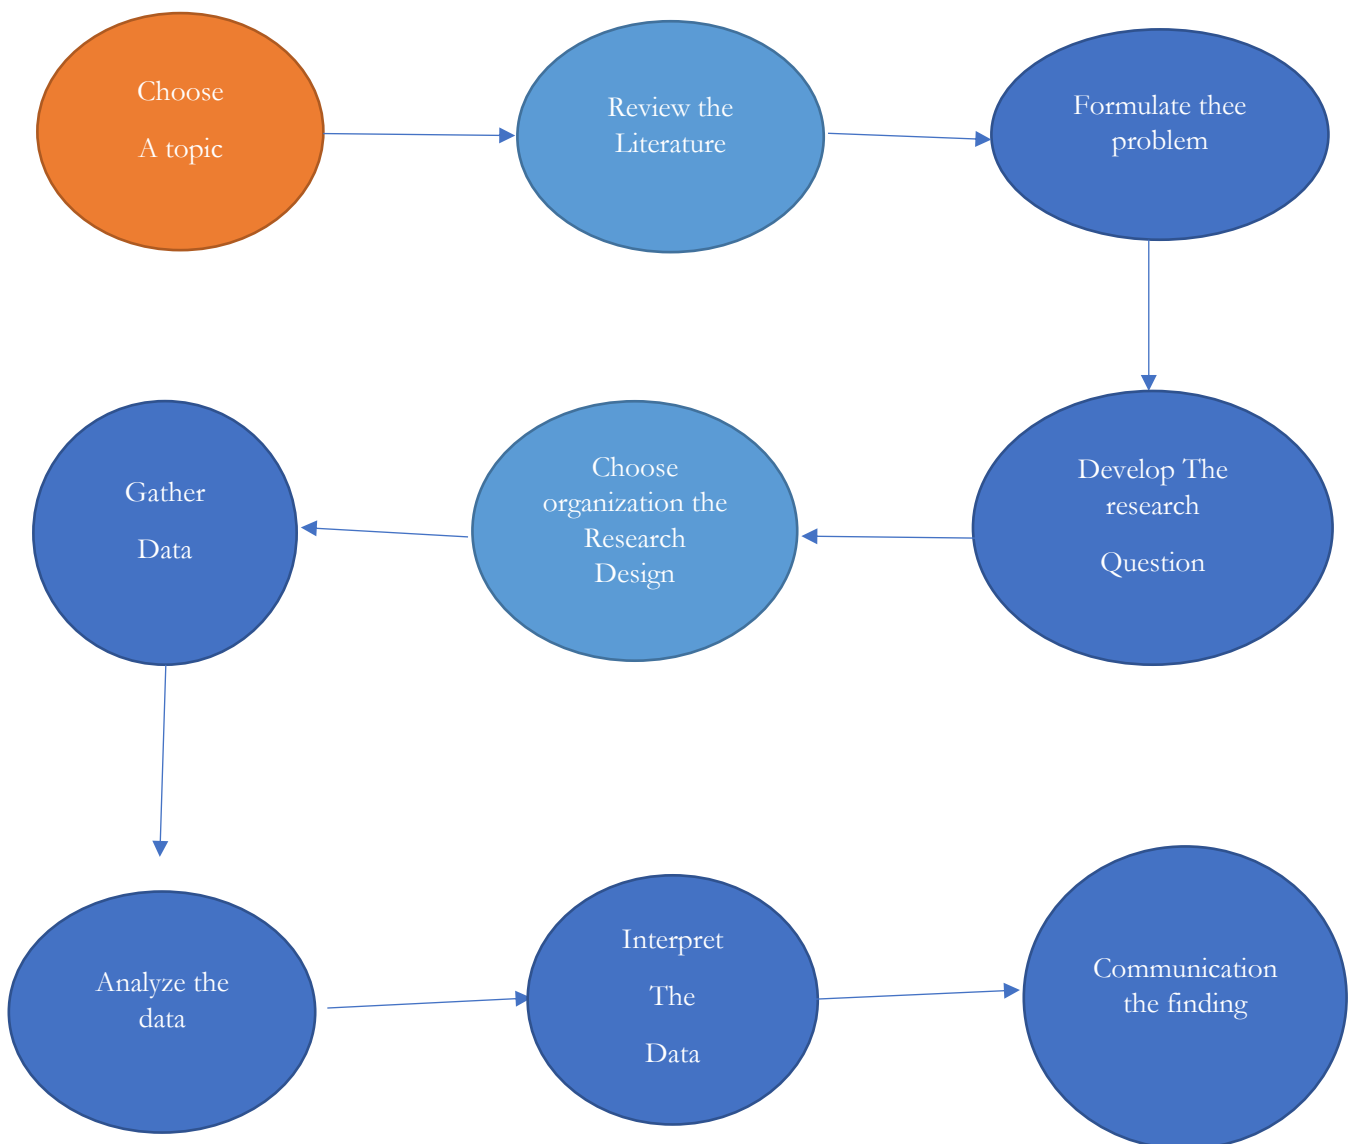 Choose
A topic
Review the
Literature
Formulate thee
problem
Develop The
research
Question
Choose
organization the
Research
Design
Gather
Data
Analyze the
data
Interpret
The
Data
Communication
the finding